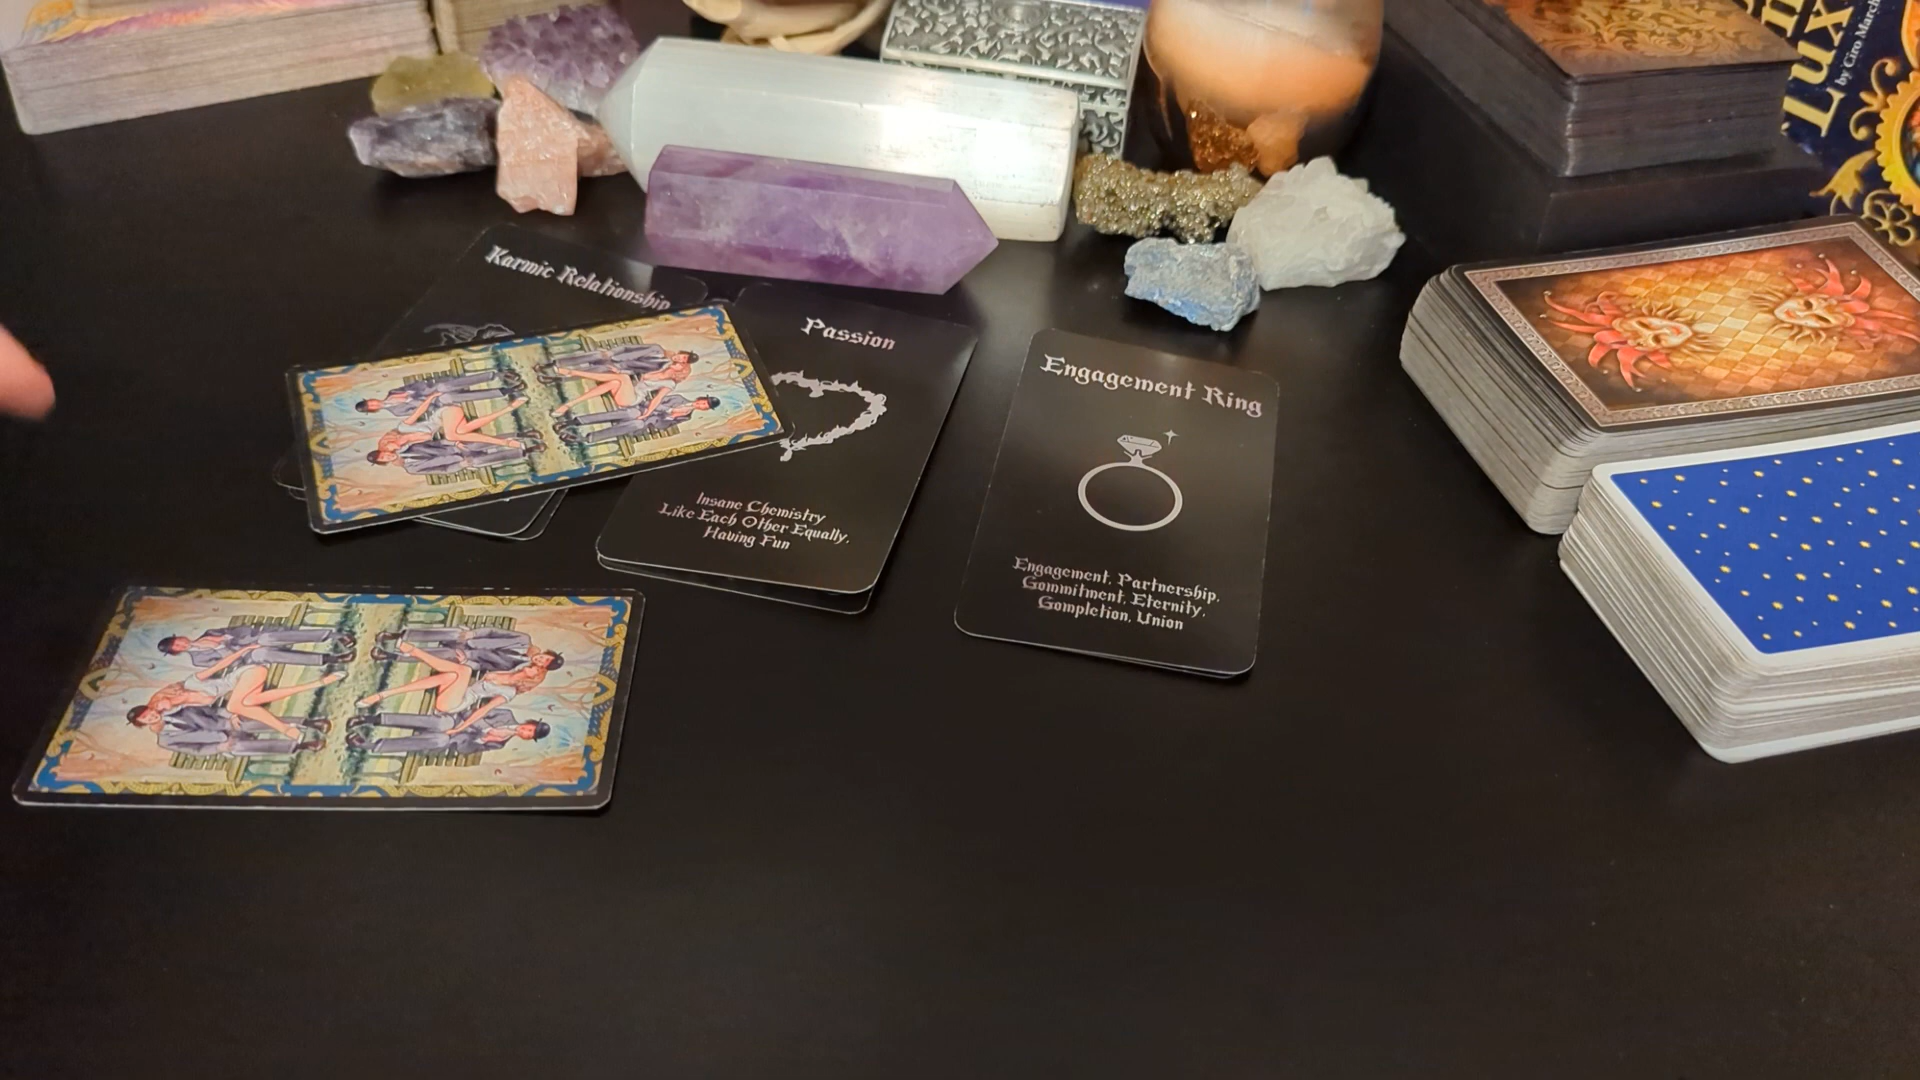 Lux
by Ciro March
Karmic Relationship
Passion
Insane Chemistry
Like Each Other Equally,
Having Fun
Engagement Ring
Engagement, Partnership,
Commitment, Eternity,
Completion, Union